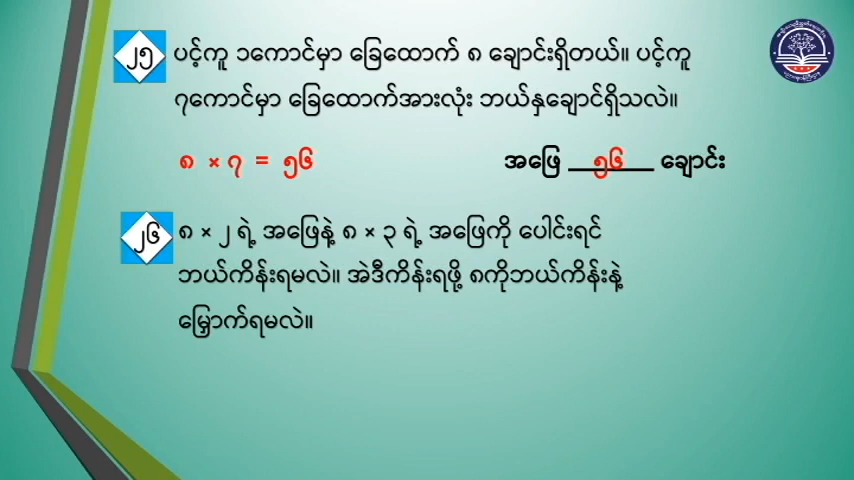 ၂၅ ပင့်ကူ ၁ကောင်မှာ ခြေထောက် ၈ ချောင်းရှိတယ်။ ပင့်ကူ
၇ကောင်မှာ ခြေထောက်အားလုံး ဘယ်နှချောင်ရှိသလဲ။
၈ × ၇ = ၅၆ အဖြေ ၅၆ ချောင်း
၂၆ ၈ × ၂ ရဲ့ အဖြေနဲ့ ၈ × ၃ ရဲ့ အဖြေကို ပေါင်းရင်
ဘယ်ကိန်းရမလဲ။ အဲဒီကိန်းရဖို့ ၈ကိုဘယ်ကိန်းနဲ့
မြှောက်ရမလဲ။